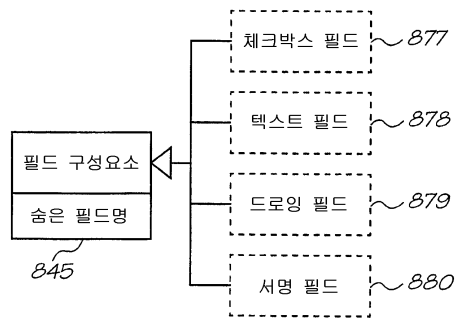 체크박스 필드
877
텍스트 필드
878
필드 구성요소
숨은 필드명
845
드로잉 필드
879
서명 필드
880